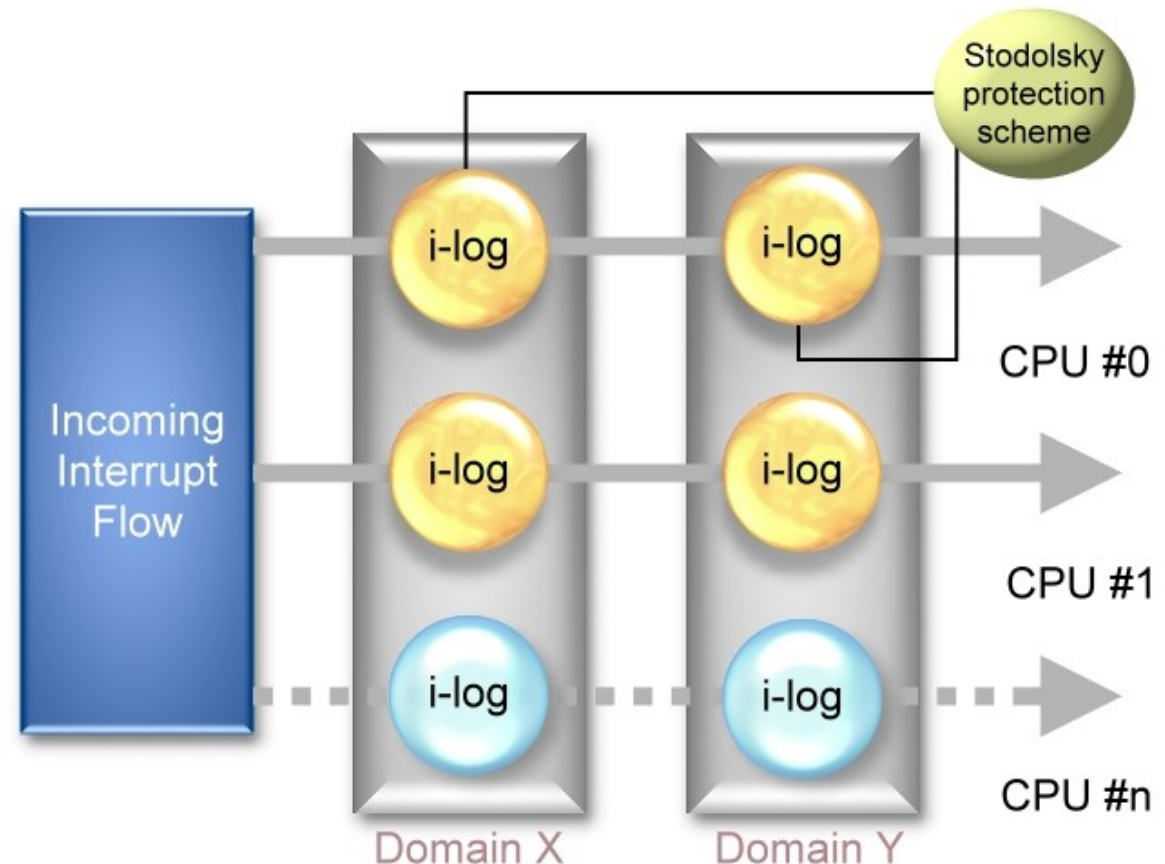 Stodolsky
protection
scheme
i-log
i-log
CPU #0
Incoming
Interrupt
Flow
i-log
i-log
CPU #1
i-log
i-log
CPU #n
Domain X
Domain Y